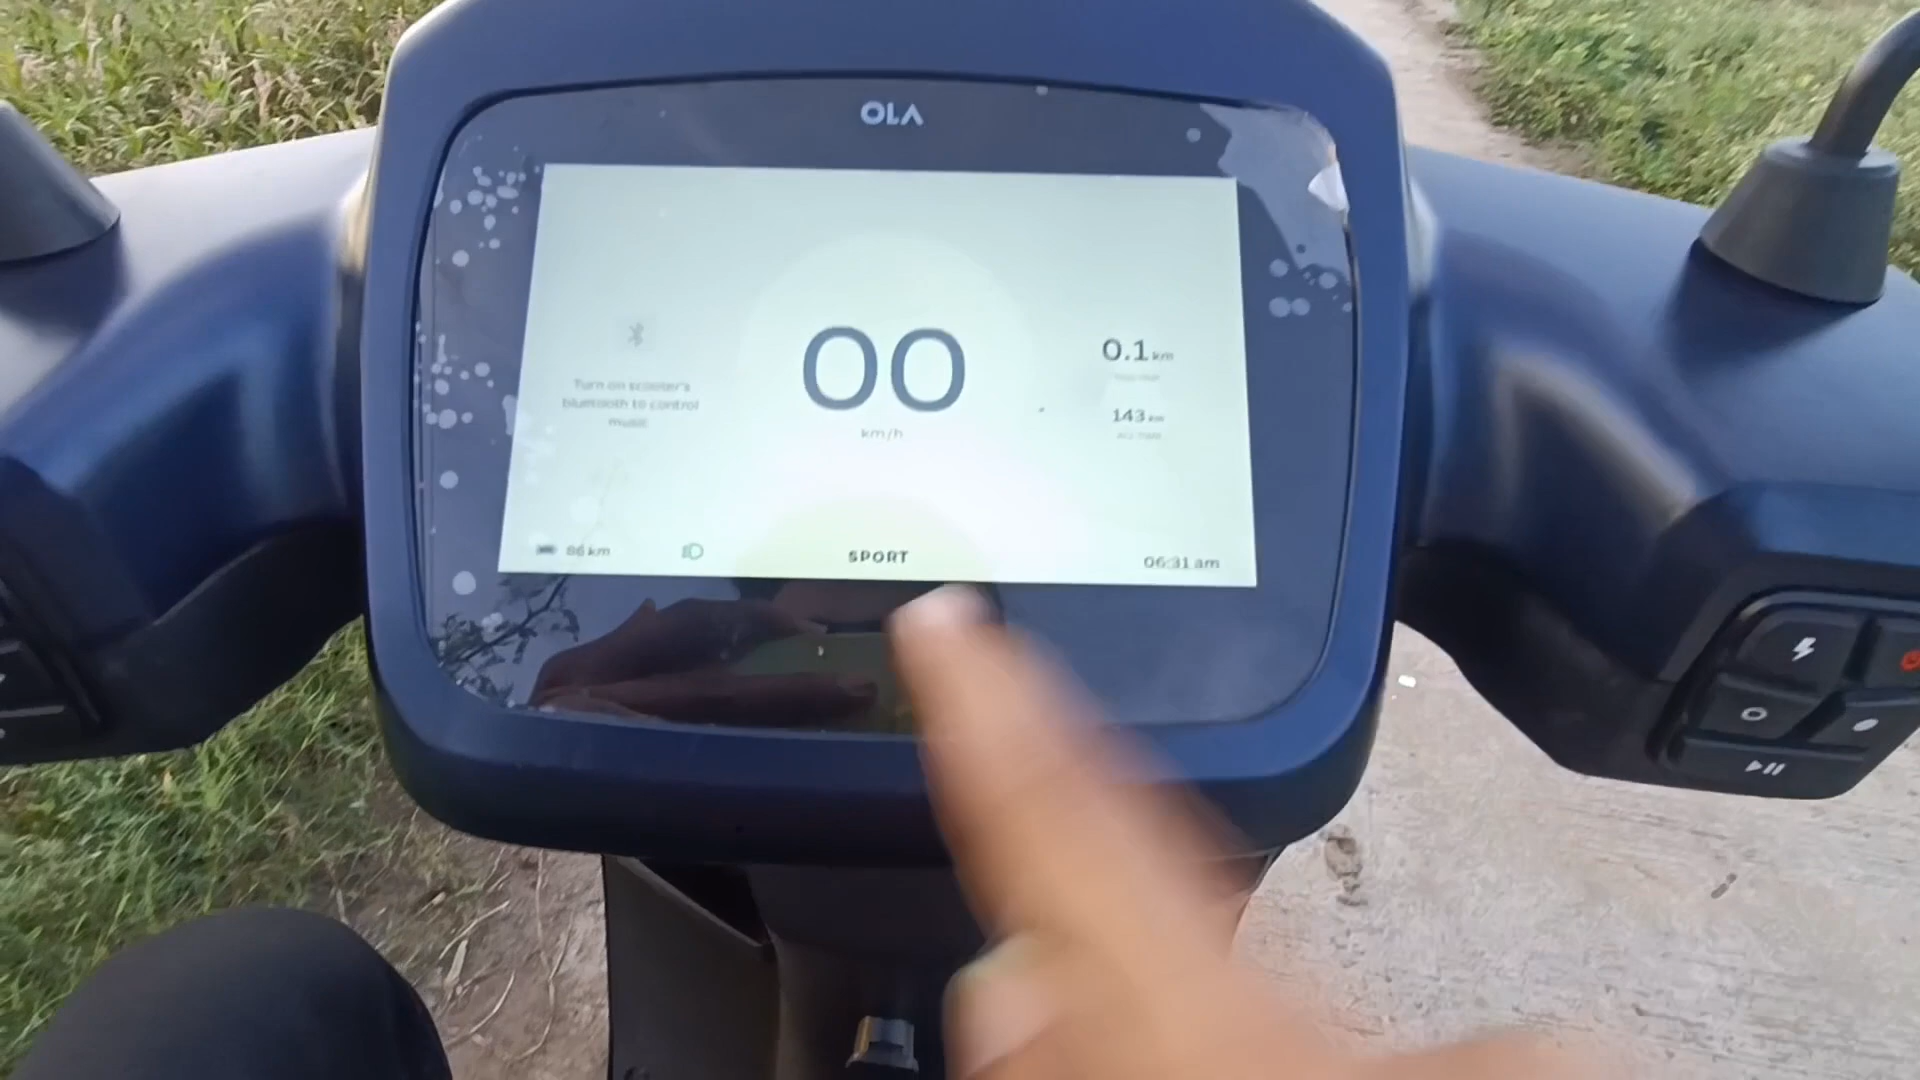 OLA
Turn on scooter's
bluetooth to control
music
00
km/h
0.1 km
143 km
86 km
SPORT
06:31 am